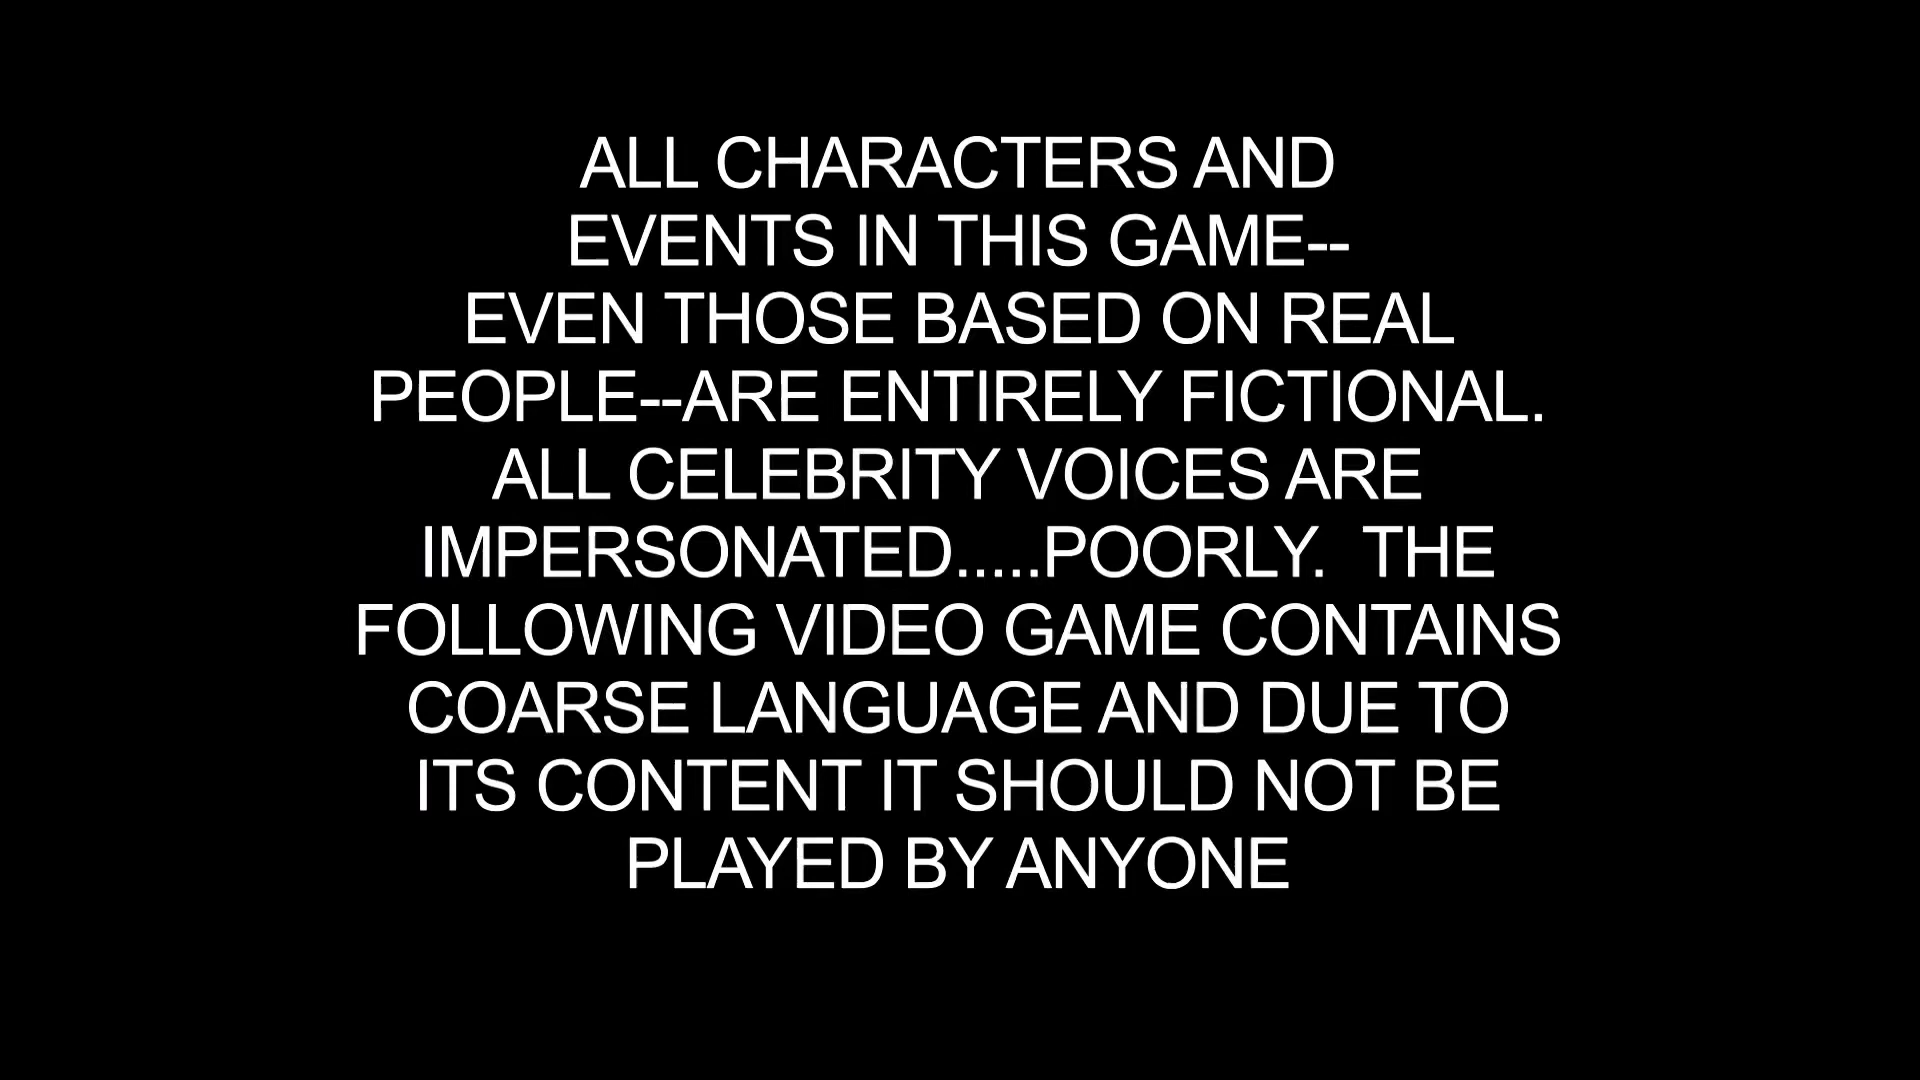 ALL CHARACTERS AND
EVENTS IN THIS GAME--
EVEN THOSE BASED ON REAL
PEOPLE--ARE ENTIRELY FICTIONAL.
ALL CELEBRITY VOICES ARE
IMPERSONATED.....POORLY.  THE
FOLLOWING VIDEO GAME CONTAINS
COARSE LANGUAGE AND DUE TO
ITS CONTENT IT SHOULD NOT BE
PLAYED BY ANYONE